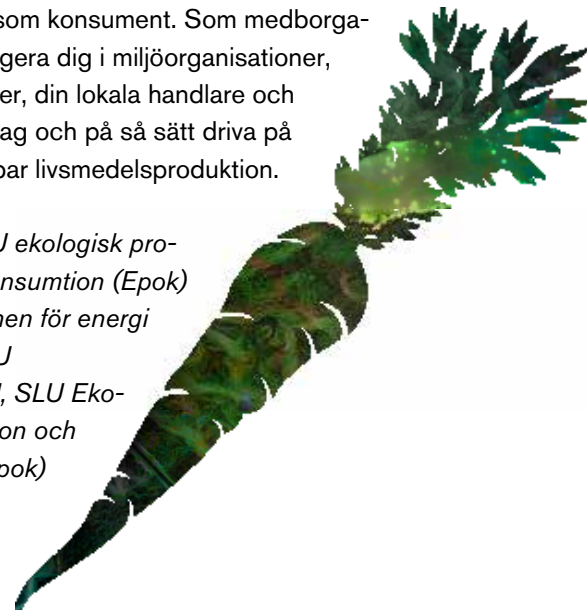 som konsument. Som medborga-
gera dig i miljöorganisationer,
er, din lokala handlare och
ag och på så sätt driva på
bar livsmedelsproduktion.
U ekologisk pro-
nsumtion (Epok)
nen för energi
U
l, SLU Eko-
on och
pok)